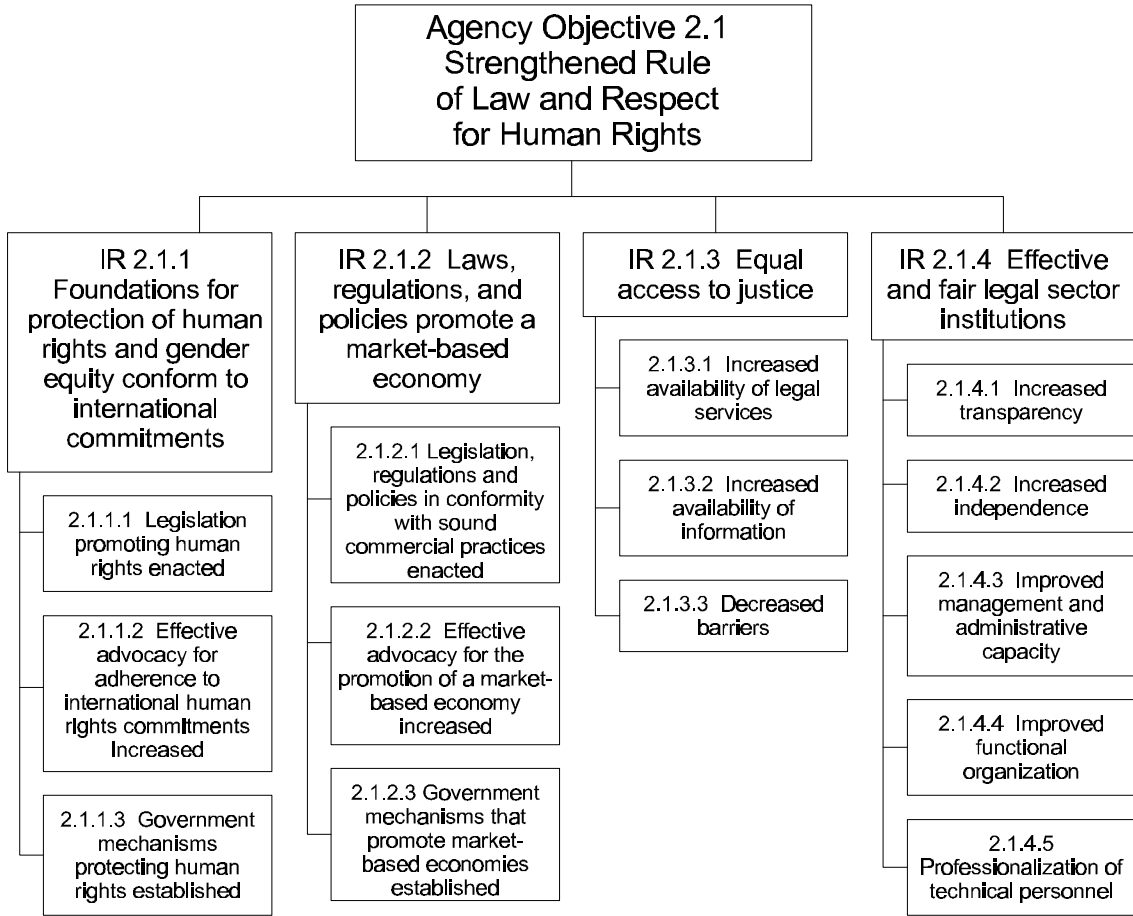 Agency Objective 2.1
Strengthened Rule
of Law and Respect
for Human Rights
IR 2.1.1
Foundations for
protection of human
rights and gender
equity conform to
international
commitments
2.1.1.1 Legislation
promoting human
rights enacted
2.1.1.2 Effective
advocacy for
adherence to
international human
rights commitments
Increased
2.1.1.3 Government
mechanisms
protecting human
rights established
IR 2.1.2 Laws,
regulations, and
policies promote a
market-based
economy
2.1.2.1 Legislation,
regulations and
policies in conformity
with sound
commercial practices
enacted
2.1.2.2 Effective
advocacy for the
promotion of a market-
based economy
increased
2.1.2.3 Government
mechanisms that
promote market-
based economies
established
IR 2.1.3 Equal
access to justice
2.1.3.1 Increased
availability of legal
services
2.1.3.2 Increased
availability of
information
2.1.3.3 Decreased
barriers
IR 2.1.4 Effective
and fair legal sector
institutions
2.1.4.1 Increased
transparency
2.1.4.2 Increased
independence
2.1.4.3 Improved
management and
administrative
capacity
2.1.4.4 Improved
functional
organization
2.1.4.5
Professionalization of
technical personnel